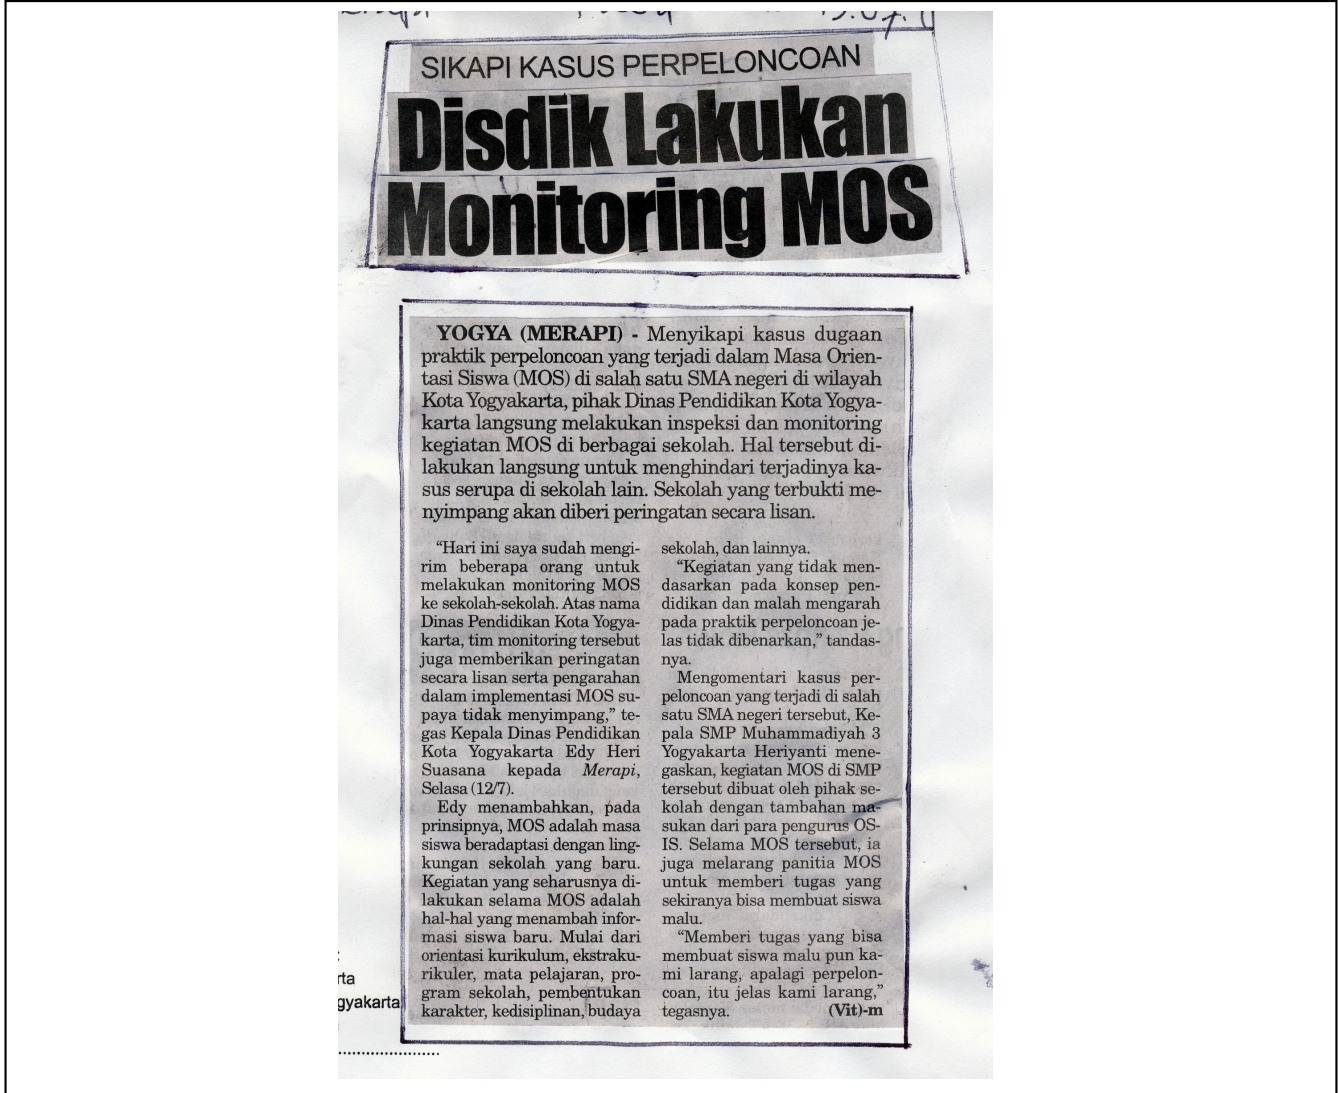 SIKAPI KASUS PERPELONCOAN
Disdik Lakukan
Monitoring MOS
YOGYA (MERAPI) - Menyikapi kasus dugaan
praktik perpeloncoan yang terjadi dalam Masa Orien-
tasi Siswa (MOS) di salah satu SMA negeri di wilayah
Kota Yogyakarta, pihak Dinas Pendidikan Kota Yogya-
karta langsung melakukan inspeksi dan monitoring
kegiatan MOS di berbagai sekolah. Hal tersebut di-
lakukan langsung untuk menghindari terjadinya ka-
sus serupa di sekolah lain. Sekolah yang terbukti me-
nyimpang akan diberi peringatan secara lisan.
“Hari ini saya sudah mengi-
rim beberapa orang untuk
melakukan monitoring MOS
ke sekolah-sekolah. Atas nama
Dinas Pendidikan Kota Yogya-
karta, tim monitoring tersebut
juga memberikan peringatan
secara lisan serta pengarahan
dalam implementasi MOS su-
paya tidak menyimpang,” te-
gas Kepala Dinas Pendidikan
Kota Yogyakarta Edy Heri
Suasana kepada Merapi,
Selasa (12/7).
Edy menambahkan, pada
prinsipnya, MOS adalah masa
siswa beradaptasi dengan ling-
kungan sekolah yang baru.
Kegiatan yang seharusnya di-
lakukan selama MOS adalah
hal-hal yang menambah infor-
masi siswa baru. Mulai dari
orientasi kurikulum, ekstraku-
rikuler, mata pelajaran, pro-
gram sekolah, pembentukan
karakter, kedisiplinan, budaya
sekolah, dan lainnya.
“Kegiatan yang tidak men-
dasarkan pada konsep pen-
didikan dan malah mengarah
pada praktik perpeloncoan je-
las tidak dibenarkan,” tandas-
nya.
Mengomentari kasus per-
peloncoan yang terjadi di salah
satu SMA negeri tersebut, Ke-
pala SMP Muhammadiyah 3
Yogyakarta Heriyanti mene-
gaskan, kegiatan MOS di SMP
tersebut dibuat oleh pihak se-
kolah dengan tambahan ma-
sukan dari para pengurus OS-
IS. Selama MOS tersebut, ia
juga melarang panitia MOS
untuk memberi tugas yang
sekiranya bisa membuat siswa
malu.
“Memberi tugas yang bisa
membuat siswa malu pun ka-
mi larang, apalagi perpelon-
coan, itu jelas kami larang,”
tegasnya. (Vit)-m
:
rta
gyakarta
........................